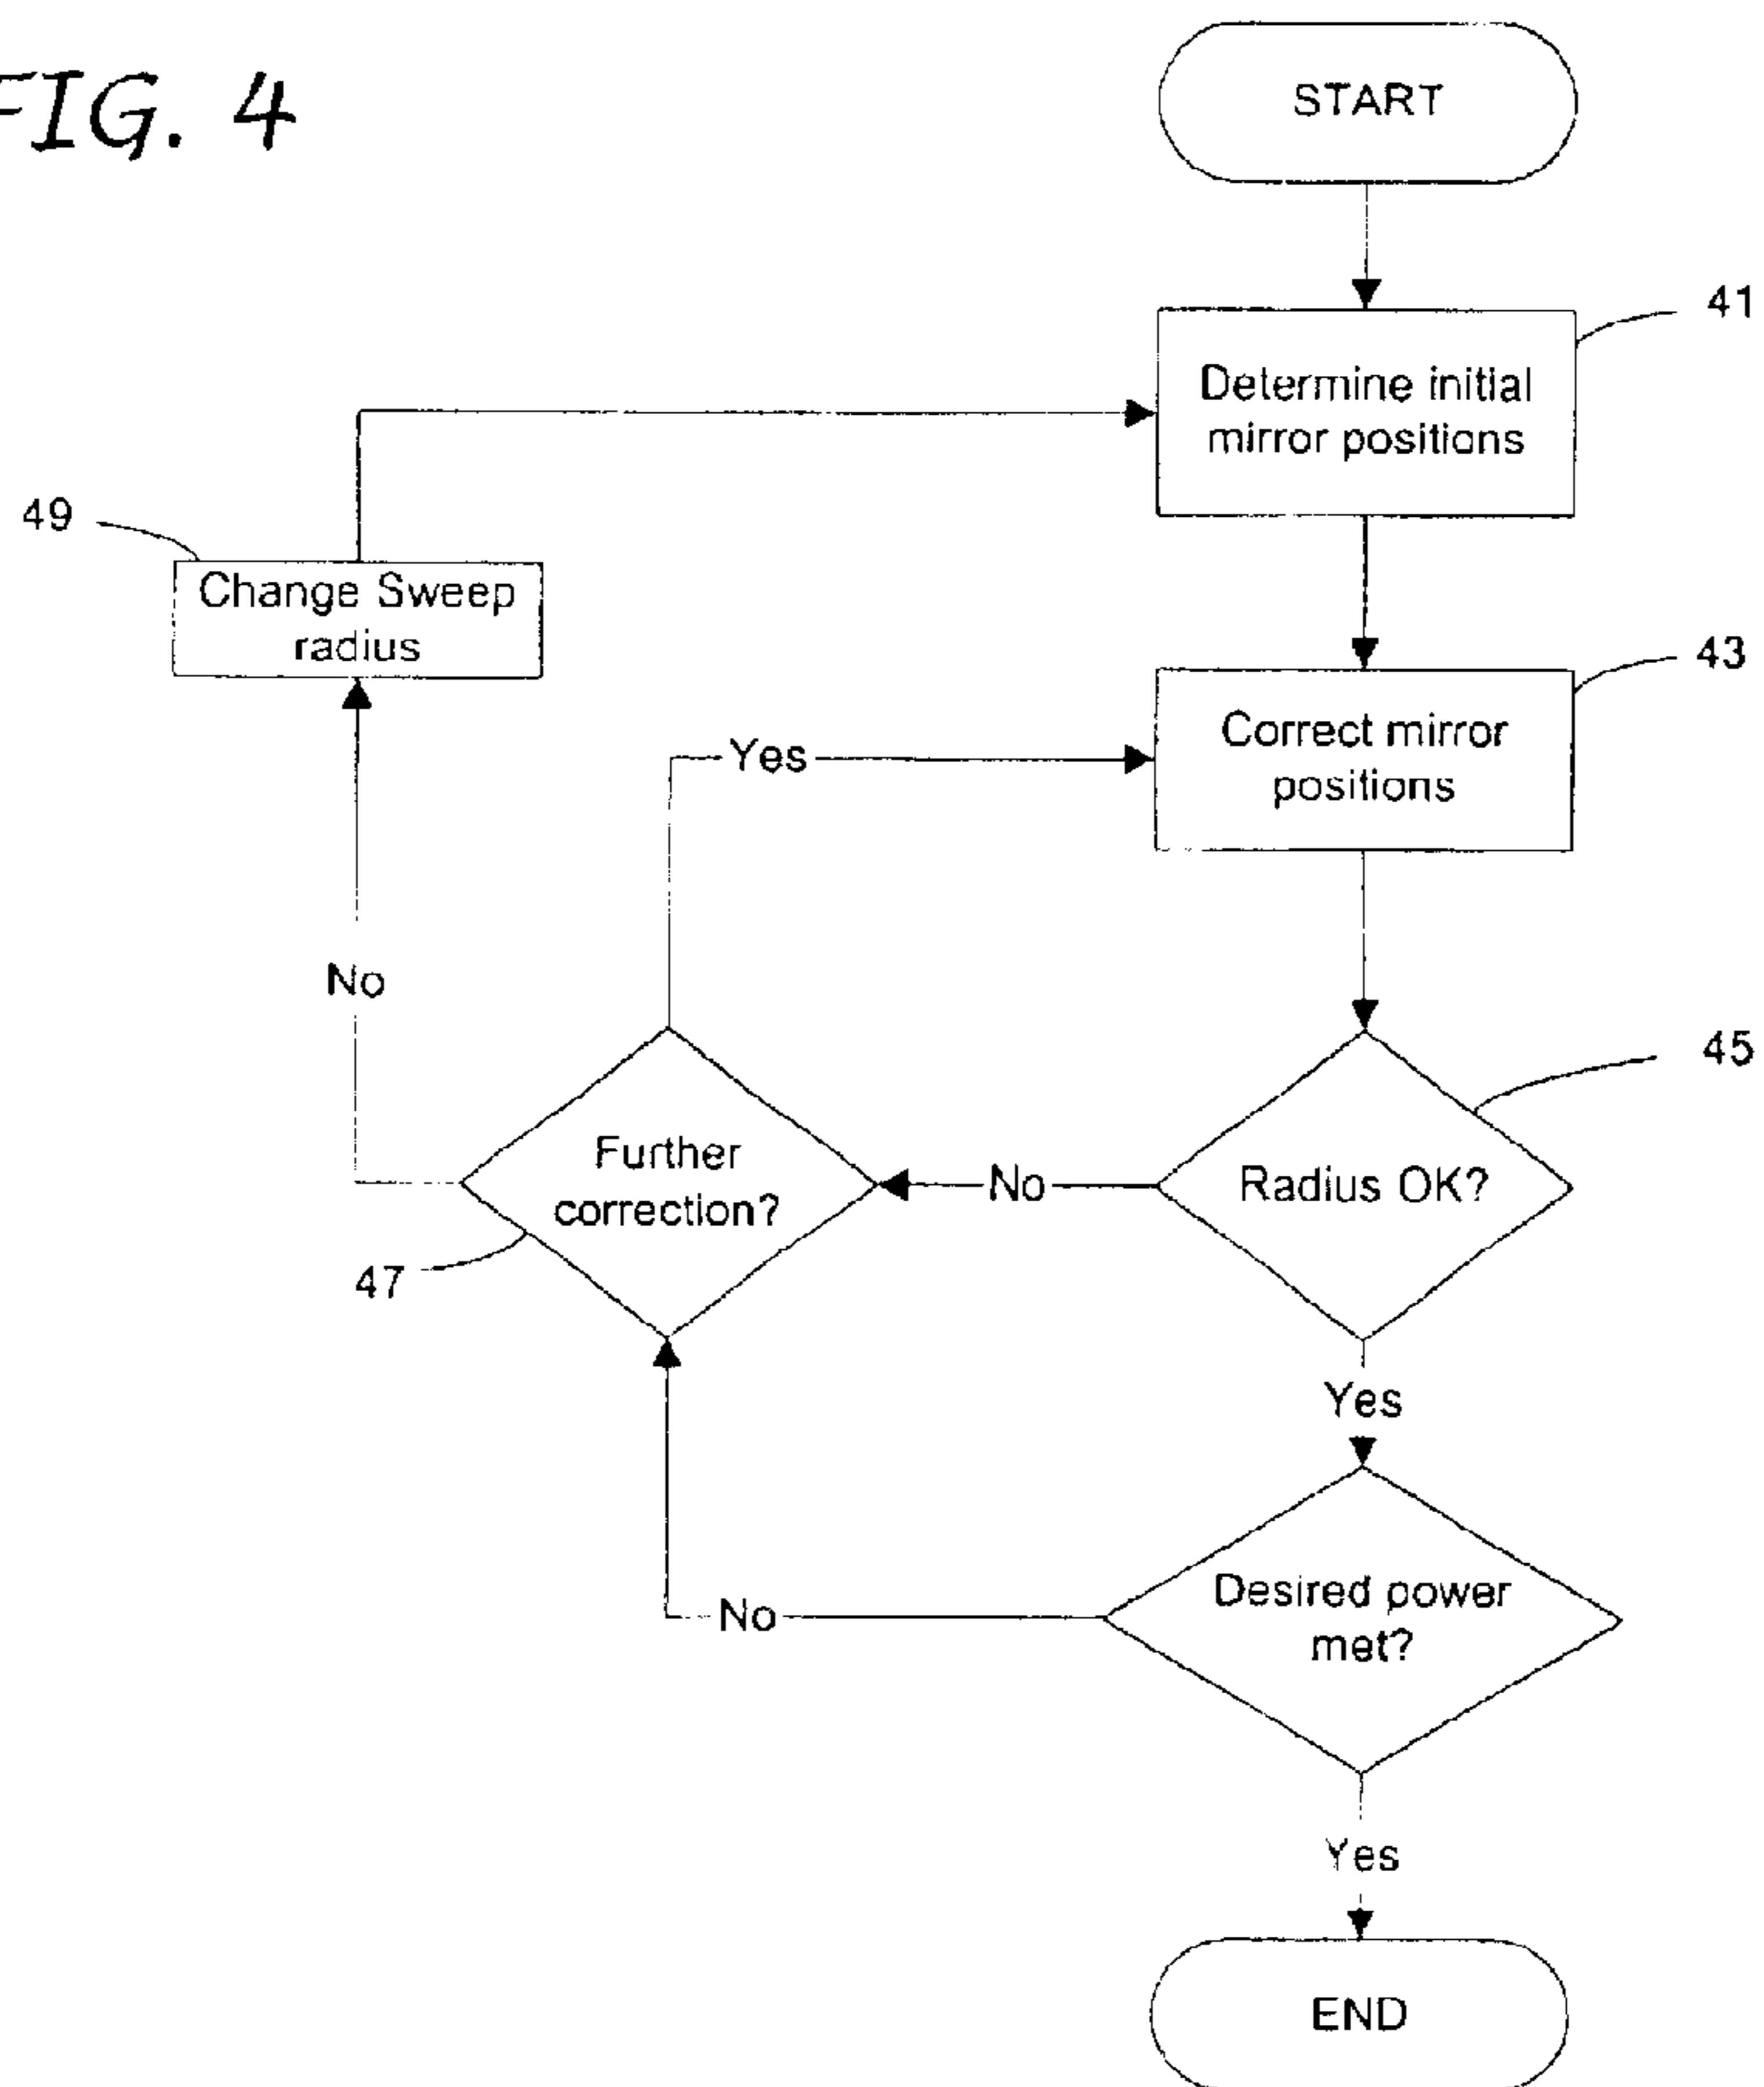 FIG. 4
START
41
Determine initial
mirror positions
49
Change Sweep
radius
43
Correct mirror
positions
Yes
No
45
Further
correction?
No
Radius OK?
47
Yes
Desired power
met?
No
Yes
END